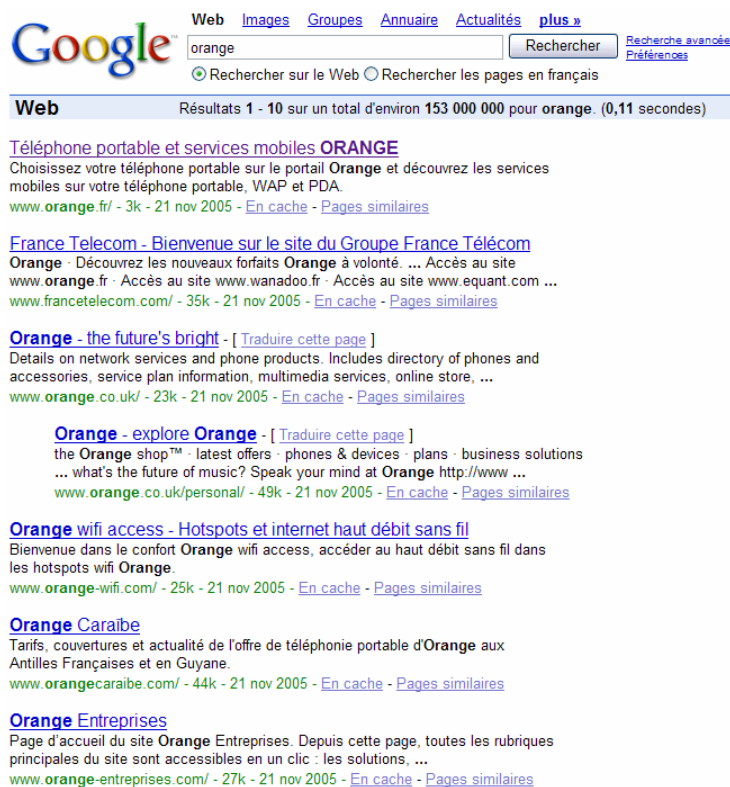 Google™
Web Images Groupes Annuaire Actualités plus »
orange Rechercher Recherche avancée
Préférences
Rechercher sur le Web Rechercher les pages en français
Web Résultats 1 - 10 sur un total d'environ 153 000 000 pour orange. (0,11 secondes)
Téléphone portable et services mobiles ORANGE
Choisissez votre téléphone portable sur le portail Orange et découvrez les services
mobiles sur votre téléphone portable, WAP et PDA.
www.orange.fr/ - 3k - 21 nov 2005 - En cache - Pages similaires
France Telecom - Bienvenue sur le site du Groupe France Télécom
Orange · Découvrez les nouveaux forfaits Orange à volonté. ... Accès au site
www.orange.fr · Accès au site www.wanadoo.fr · Accès au site www.equant.com ...
www.francetelecom.com/ - 35k - 21 nov 2005 - En cache - Pages similaires
Orange - the future's bright - [ Traduire cette page ]
Details on network services and phone products. Includes directory of phones and
accessories, service plan information, multimedia services, online store, ...
www.orange.co.uk/ - 23k - 21 nov 2005 - En cache - Pages similaires
Orange - explore Orange - [ Traduire cette page ]
the Orange shop™ · latest offers · phones & devices · plans · business solutions
... what's the future of music? Speak your mind at Orange http://www ...
www.orange.co.uk/personal/ - 49k - 21 nov 2005 - En cache - Pages similaires
Orange wifi access - Hotspots et internet haut débit sans fil
Bienvenue dans le confort Orange wifi access, accéder au haut débit sans fil dans
les hotspots wifi Orange.
www.orange-wifi.com/ - 25k - 21 nov 2005 - En cache - Pages similaires
Orange Caraïbe
Tarifs, couvertures et actualité de l'offre de téléphonie portable d'Orange aux
Antilles Françaises et en Guyane.
www.orangecaraibe.com/ - 44k - 21 nov 2005 - En cache - Pages similaires
Orange Entreprises
Page d'accueil du site Orange Entreprises. Depuis cette page, toutes les rubriques
principales du site sont accessibles en un clic : les solutions, ...
www.orange-entreprises.com/ - 27k - 21 nov 2005 - En cache - Pages similaires